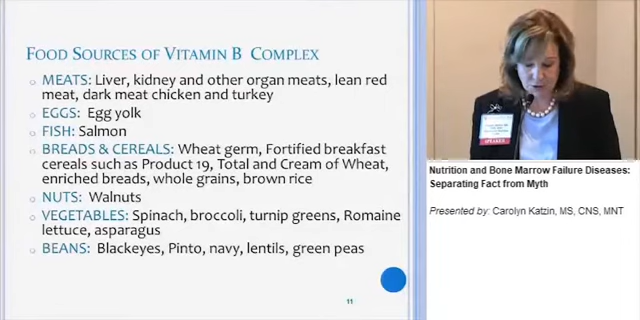 FOOD SOURCES OF VITAMIN B COMPLEX
MEATS: Liver, kidney and other organ meats, lean red
meat, dark meat chicken and turkey
EGGS: Egg yolk
FISH: Salmon
BREADS & CEREALS: Wheat germ, Fortified breakfast
cereals such as Product 19, Total and Cream of Wheat,
enriched breads, whole grains, brown rice
NUTS: Walnuts
VEGETABLES: Spinach, broccoli, turnip greens, Romaine
lettuce, asparagus
BEANS: Blackeyes, Pinto, navy, lentils, green peas
11
SPEAKER
Nutrition and Bone Marrow Failure Diseases:
Separating Fact from Myth
Presented by: Carolyn Katzin, MS, CNS, MNT